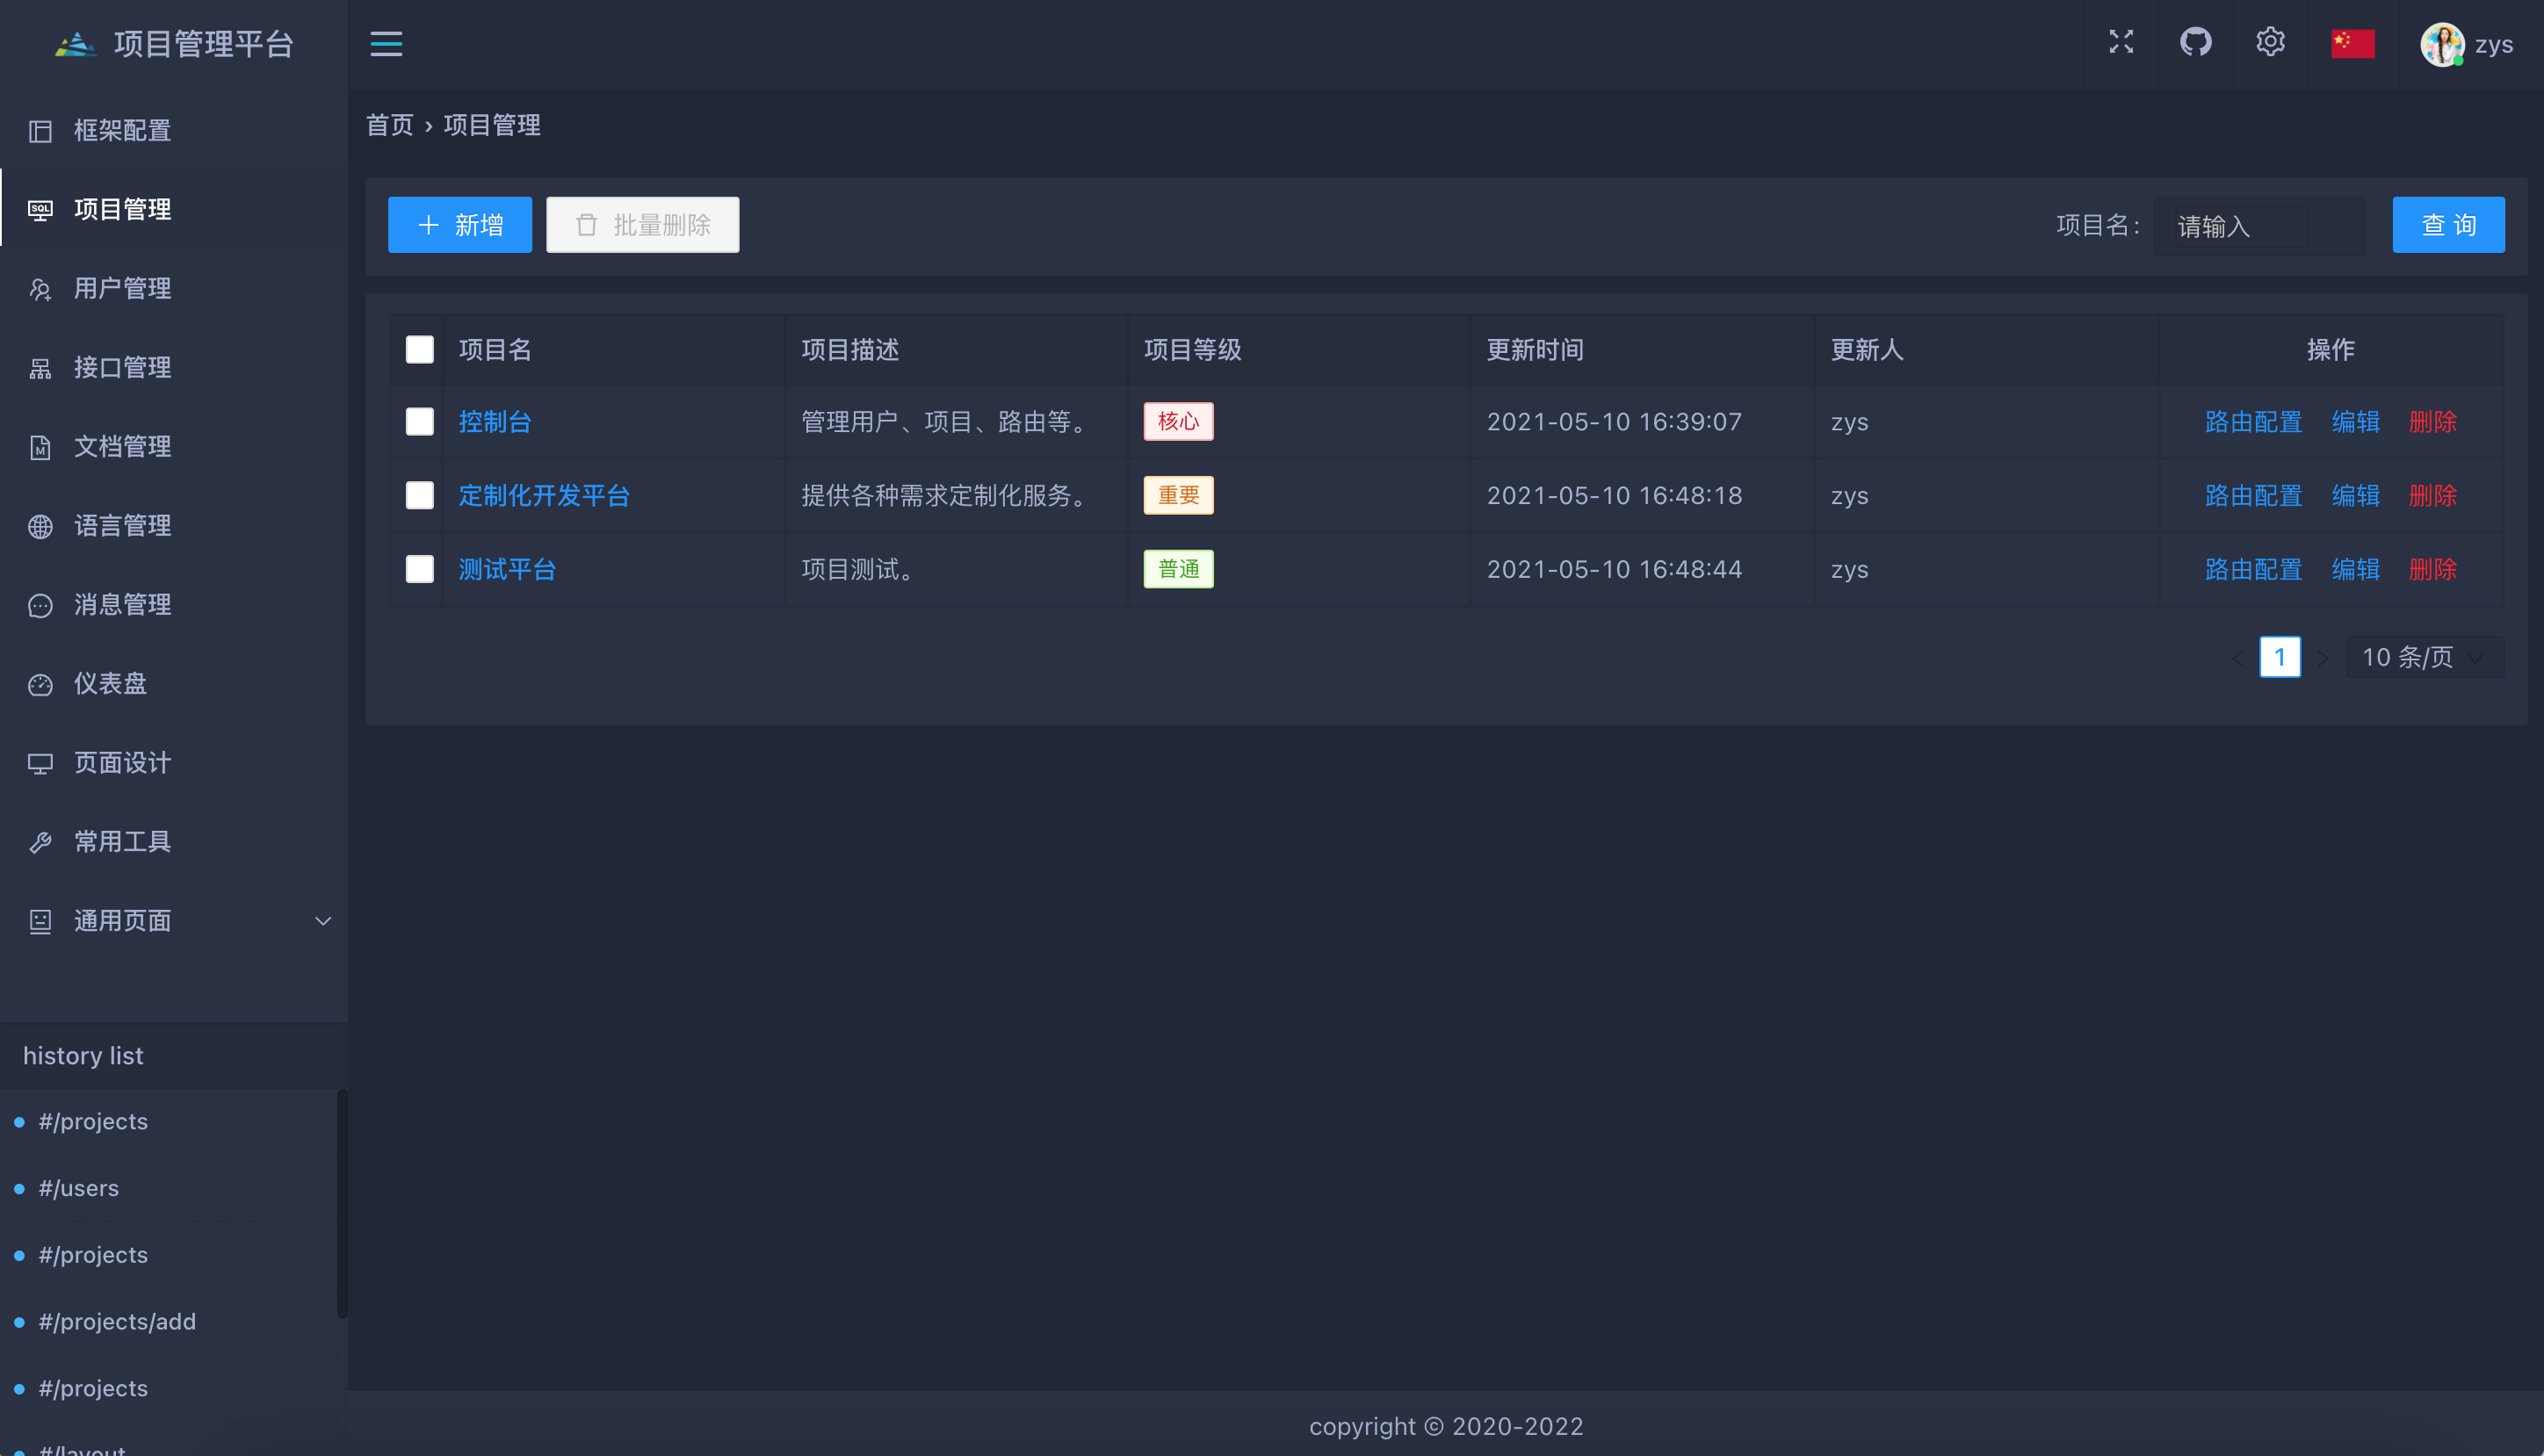 项目管理平台
zys
框架配置
项目管理
用户管理
接口管理
文档管理
语言管理
消息管理
仪表盘
页面设计
常用工具
通用页面
history list
#/projects
#/users
#/projects
#/projects/add
#/projects
#/layout
首页 › 项目管理
新增 批量删除 项目名: 请输入 查 询
项目名 项目描述 项目等级 更新时间 更新人 操作
控制台 管理用户、项目、路由等。 核心 2021-05-10 16:39:07 zys 路由配置 编辑 删除
定制化开发平台 提供各种需求定制化服务。 重要 2021-05-10 16:48:18 zys 路由配置 编辑 删除
测试平台 项目测试。 普通 2021-05-10 16:48:44 zys 路由配置 编辑 删除
1 10 条/页
copyright © 2020-2022